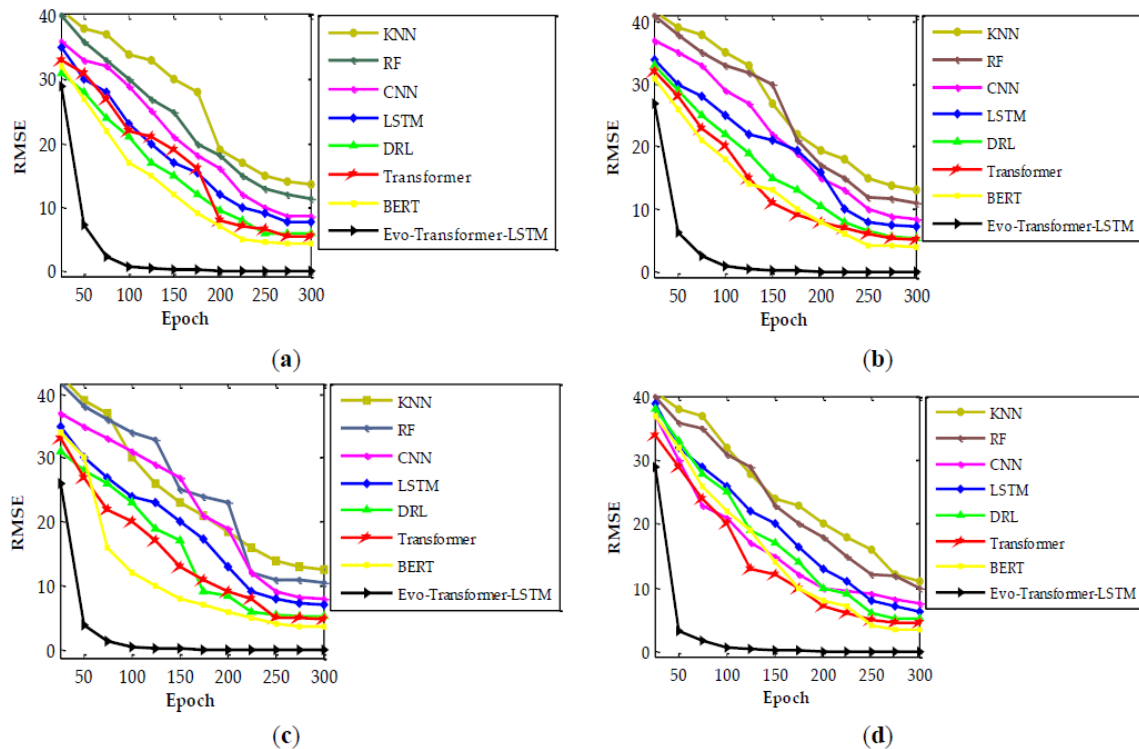 40
30
20
10
0
RMSE
50 100 150 200 250 300
Epoch
KNN
RF
CNN
LSTM
DRL
Transformer
BERT
Evo-Transformer-LSTM
(a)
40
30
20
10
0
RMSE
50 100 150 200 250 300
Epoch
KNN
RF
CNN
LSTM
DRL
Transformer
BERT
Evo-Transformer-LSTM
(b)
40
30
20
10
0
RMSE
50 100 150 200 250 300
Epoch
KNN
RF
CNN
LSTM
DRL
Transformer
BERT
Evo-Transformer-LSTM
(c)
40
30
20
10
0
RMSE
50 100 150 200 250 300
Epoch
KNN
RF
CNN
LSTM
DRL
Transformer
BERT
Evo-Transformer-LSTM
(d)